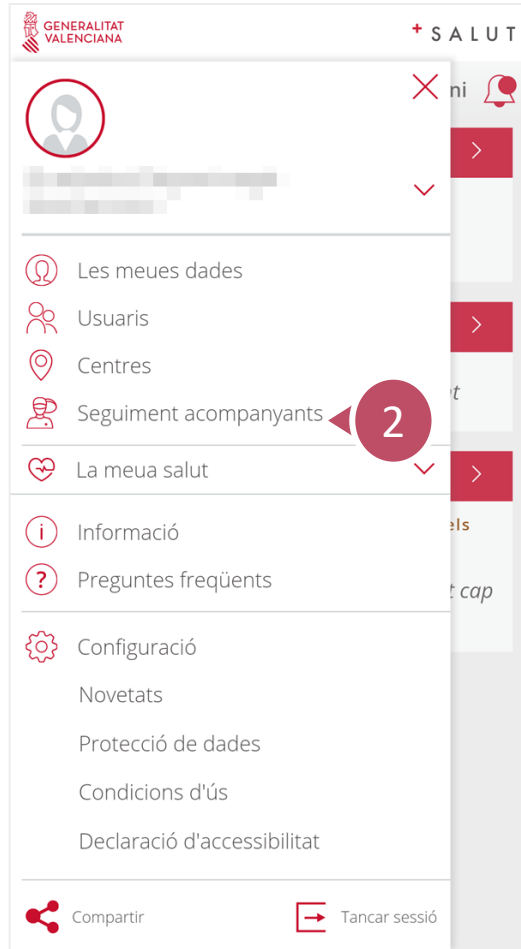 GENERALITAT
VALENCIANA
+ SALUT
ni
Les meues dades
Usuaris
Centres
Seguiment acompanyants
2
La meua salut
els
Informació
Preguntes freqüents
t cap
Configuració
Novetats
Protecció de dades
Condicions d'ús
Declaració d'accessibilitat
Compartir
Tancar sessió